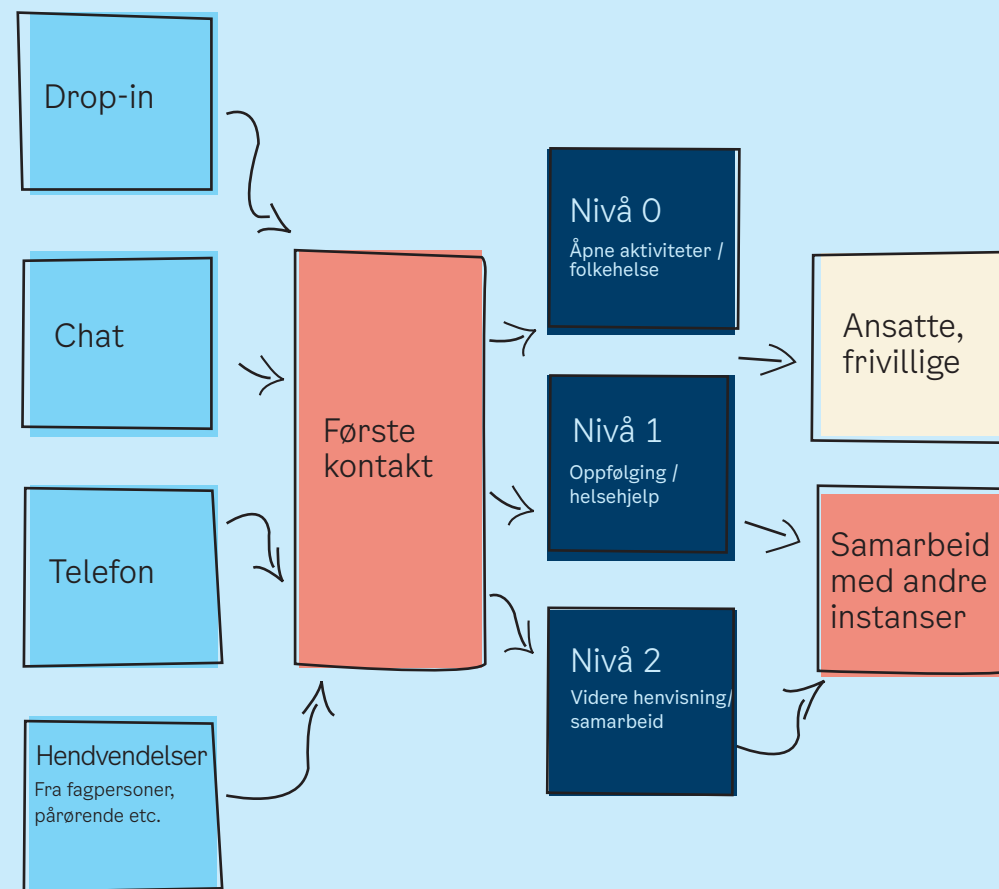 Drop-in
Chat
Telefon
Hendvendelser
Fra fagpersoner,
pårørende etc.
Første
kontakt
Nivå 0
Åpne aktiviteter /
folkehelse
Nivå 1
Oppfølging /
helsehjelp
Nivå 2
Videre henvisning/
samarbeid
Ansatte,
frivillige
Samarbeid
med andre
instanser